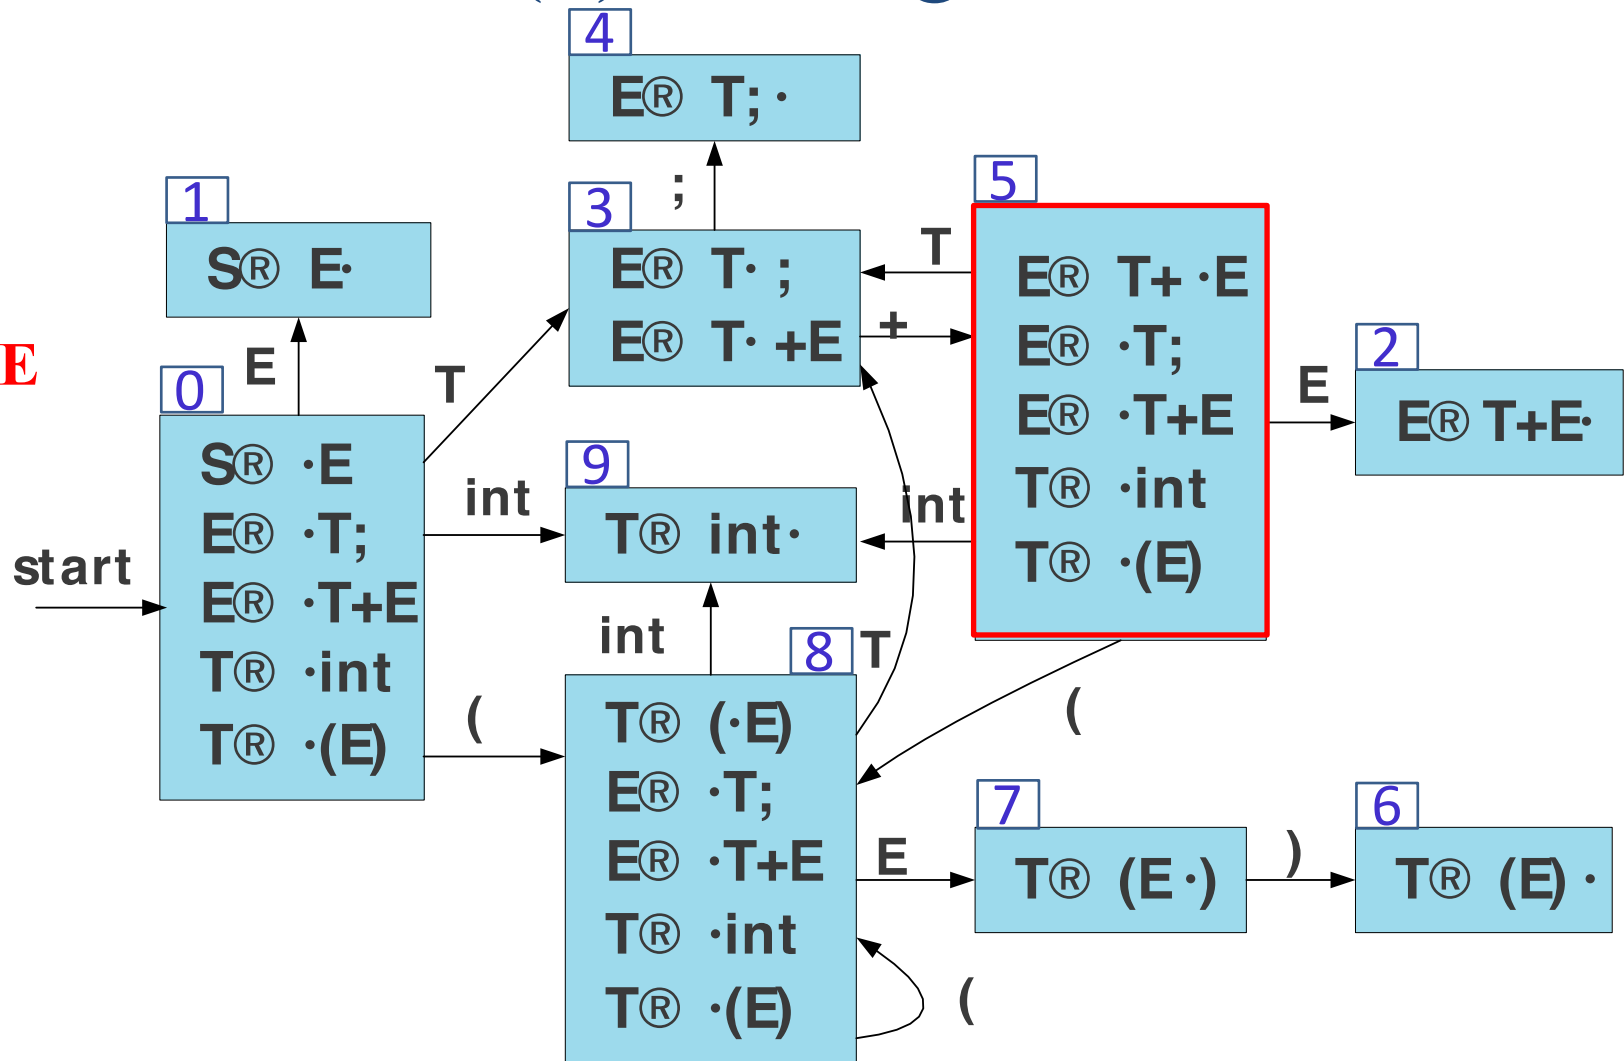 4
E® T; ·
;
1
S® E·
3
E® T· ;
E® T· +E
T
+
5
E® T+ ·E
E® ·T;
E® ·T+E
T® ·int
T® ·(E)
E
2
E® T+E·
E
E
T
0
S® ·E
E® ·T;
E® ·T+E
T® ·int
T® ·(E)
start
int
9
T® int·
int
int
(
8
T
T® (·E)
E® ·T;
E® ·T+E
T® ·int
T® ·(E)
(
(
E
7
T® (E·)
)
6
T® (E) ·